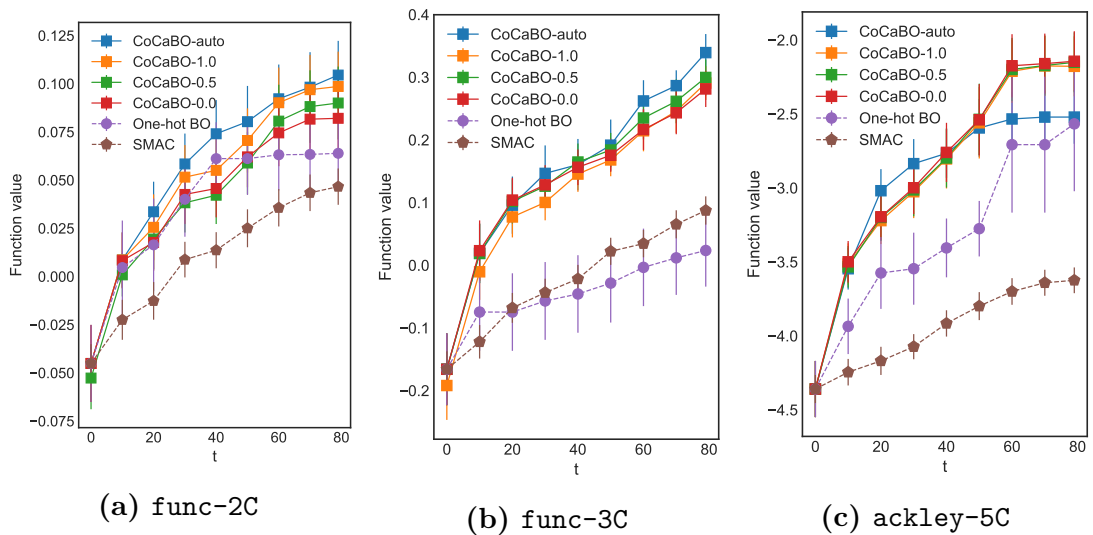 0.125
0.100
0.075
0.050
0.025
0.000
−0.025
−0.050
−0.075
Function value
CoCaBO-auto
CoCaBO-1.0
CoCaBO-0.5
CoCaBO-0.0
One-hot BO
SMAC
0 20 40 60 80
t
(a) func-2C
0.4
0.3
0.2
0.1
0.0
−0.1
−0.2
Function value
CoCaBO-auto
CoCaBO-1.0
CoCaBO-0.5
CoCaBO-0.0
One-hot BO
SMAC
0 20 40 60 80
t
(b) func-3C
−2.0
−2.5
−3.0
−3.5
−4.0
−4.5
Function value
CoCaBO-auto
CoCaBO-1.0
CoCaBO-0.5
CoCaBO-0.0
One-hot BO
SMAC
0 20 40 60 80
t
(c) ackley-5C